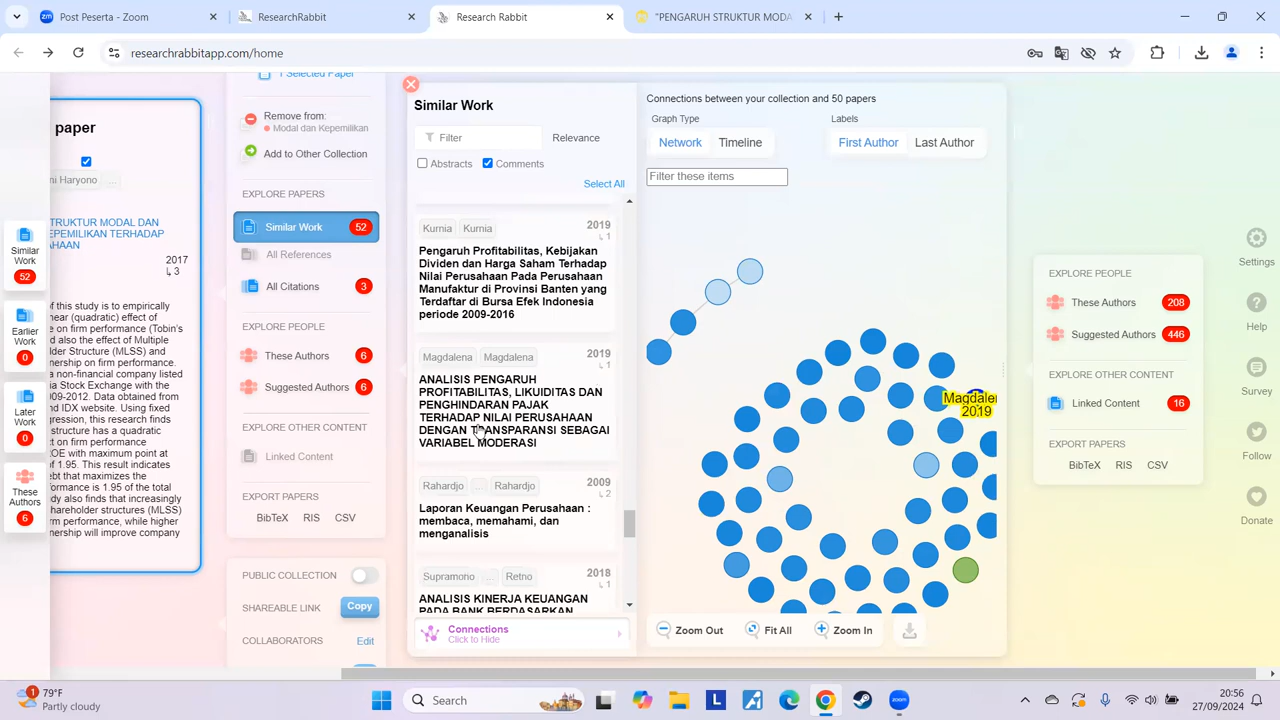 Post Pengajian - Zoom
ResearchRabbit
Research Rabbit
"PENGARUH STRUKTUR MODA
researchrabbitapp.com/home
paper
ni Haryono
...
TRUKTUR MODAL DAN
EPEMILIKAN TERHADAP
AHAAN
2017
3
of this study is to empirically
near (quadratic) effect of
e on firm performance (Tobin's
d also the effect of Multiple
lder Structure (MLSS) and
nership on firm performance.
a non-financial company listed
Stock Exchange with the
009-2012. Data obtained from
nd IDX website. Using fixed
gression, this research finds
structure has a quadratic
OE with maximum point at
of 1.95. This result indicates
debt that maximizes the
rmance is 1.95 of the total
dy also finds that increasingly
hareholder structures (MLSS)
rm performance, while higher
nership will improve company
Similar
Work
52
Earlier
Work
0
Later
Work
0
These
Authors
6
1 Selected Paper
Remove from:
Modal dan Kepemilikan
Add to Other Collection
EXPLORE PAPERS
Similar Work 52
All References
All Citations 3
EXPLORE PEOPLE
These Authors 6
Suggested Authors 6
EXPLORE OTHER CONTENT
Linked Content
EXPORT PAPERS
BibTeX RIS CSV
PUBLIC COLLECTION
SHAREABLE LINK Copy
COLLABORATORS Edit
Similar Work
Filter
Relevance
Abstracts Comments
Select All
Kurnia Kurnia 2019
1
Pengaruh Profitabilitas, Kebijakan
Dividen dan Harga Saham Terhadap
Nilai Perusahaan Pada Perusahaan
Manufaktur di Provinsi Banten yang
Terdaftar di Bursa Efek Indonesia
periode 2009-2016
Magdalena Magdalena 2019
1
ANALISIS PENGARUH
PROFITABILITAS, LIKUIDITAS DAN
PENGHINDARAN PAJAK
TERHADAP NILAI PERUSAHAAN
DENGAN TRANSPARANSI SEBAGAI
VARIABEL MODERASI
Rahardjo ... Rahardjo 2009
2
Laporan Keuangan Perusahaan :
membaca, memahami, dan
menganalisis
Supramono ... Retno 2018
1
ANALISIS KINERJA KEUANGAN
PADA BANK BERDASARKAN
Connections
Click to Hide
Connections between your collection and 50 papers
Graph Type
Labels
Network Timeline
First Author Last Author
Filter these items
Magdalen
2019
Zoom Out Fit All Zoom In
EXPLORE PEOPLE
These Authors 208
Suggested Authors 446
EXPLORE OTHER CONTENT
Linked Content 16
EXPORT PAPERS
BibTeX RIS CSV
Settings
Help
Survey
Follow
Donate
1
79°F
Partly cloudy
Search
20:56
27/09/2024